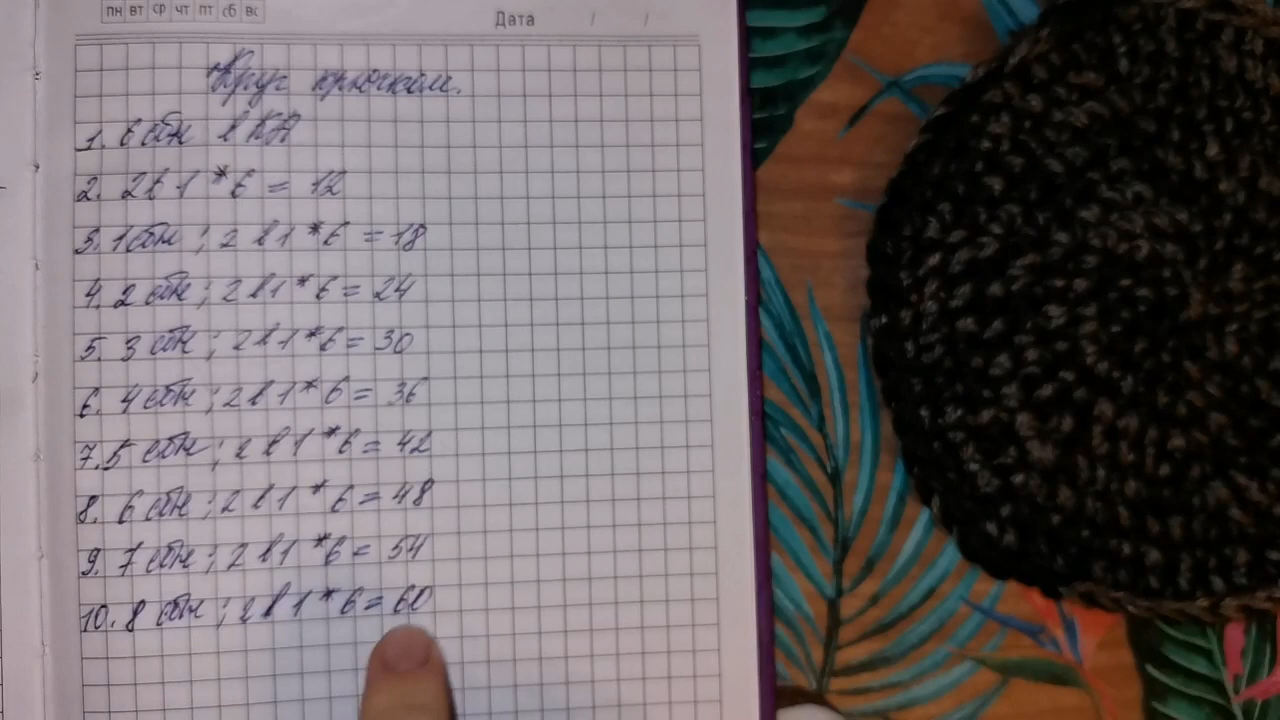 пн вт ср чт пт сб вс
Дата / /
Круг крючком.
1. 6 сбн в КА
2. 2в1 *6 = 12
3. 1 сбн ; 2 в 1 *6 = 18
4. 2 сбн ; 2 в 1 *6 = 24
5. 3 сбн ; 2 в 1 *6 = 30
6. 4 сбн ; 2 в 1 *6 = 36
7. 5 сбн ; 2 в 1 *6 = 42
8. 6 сбн ; 2 в 1 *6 = 48
9. 7 сбн ; 2 в 1 *6 = 54
10. 8 сбн ; 2 в 1 *6 = 60